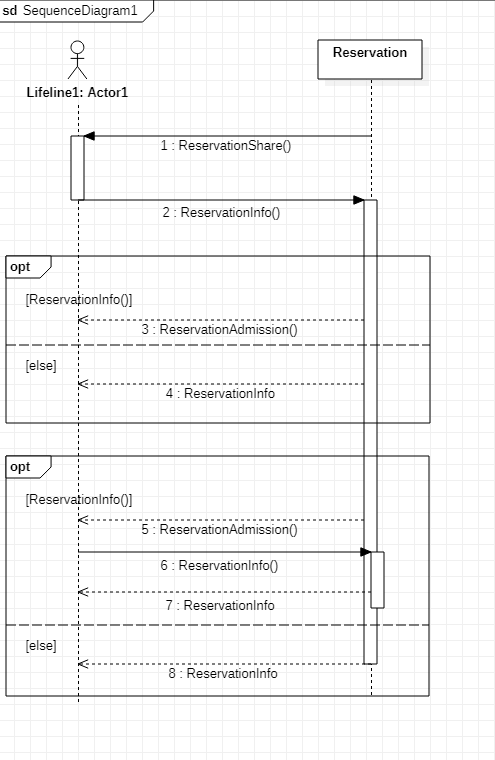 sd SequenceDiagram1
Reservation
Lifeline1: Actor1
1 : ReservationShare()
2 : ReservationInfo()
opt
[ReservationInfo()]
3 : ReservationAdmission()
[else]
4 : ReservationInfo
opt
[ReservationInfo()]
5 : ReservationAdmission()
6 : ReservationInfo()
7 : ReservationInfo
[else]
8 : ReservationInfo